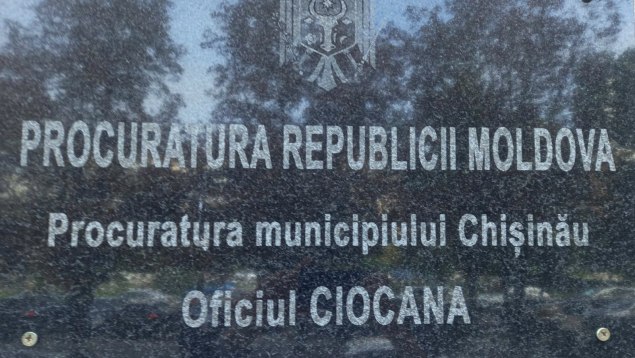 PROCURATURA REPUBLICII MOLDOVA
Procuratura municipiului Chișinău
Oficiul CIOCANA